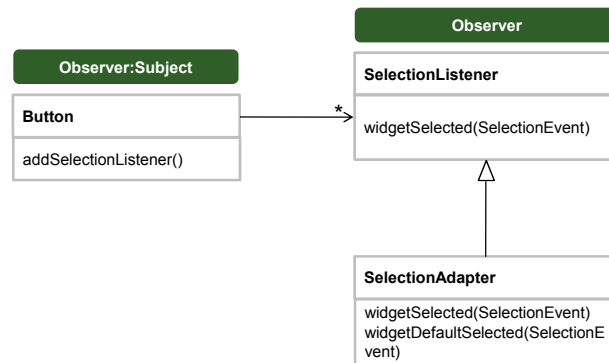 Observer
Observer:Subject
SelectionListener
Button
*
widgetSelected(SelectionEvent)
addSelectionListener()
SelectionAdapter
widgetSelected(SelectionEvent)
widgetDefaultSelected(SelectionE
vent)